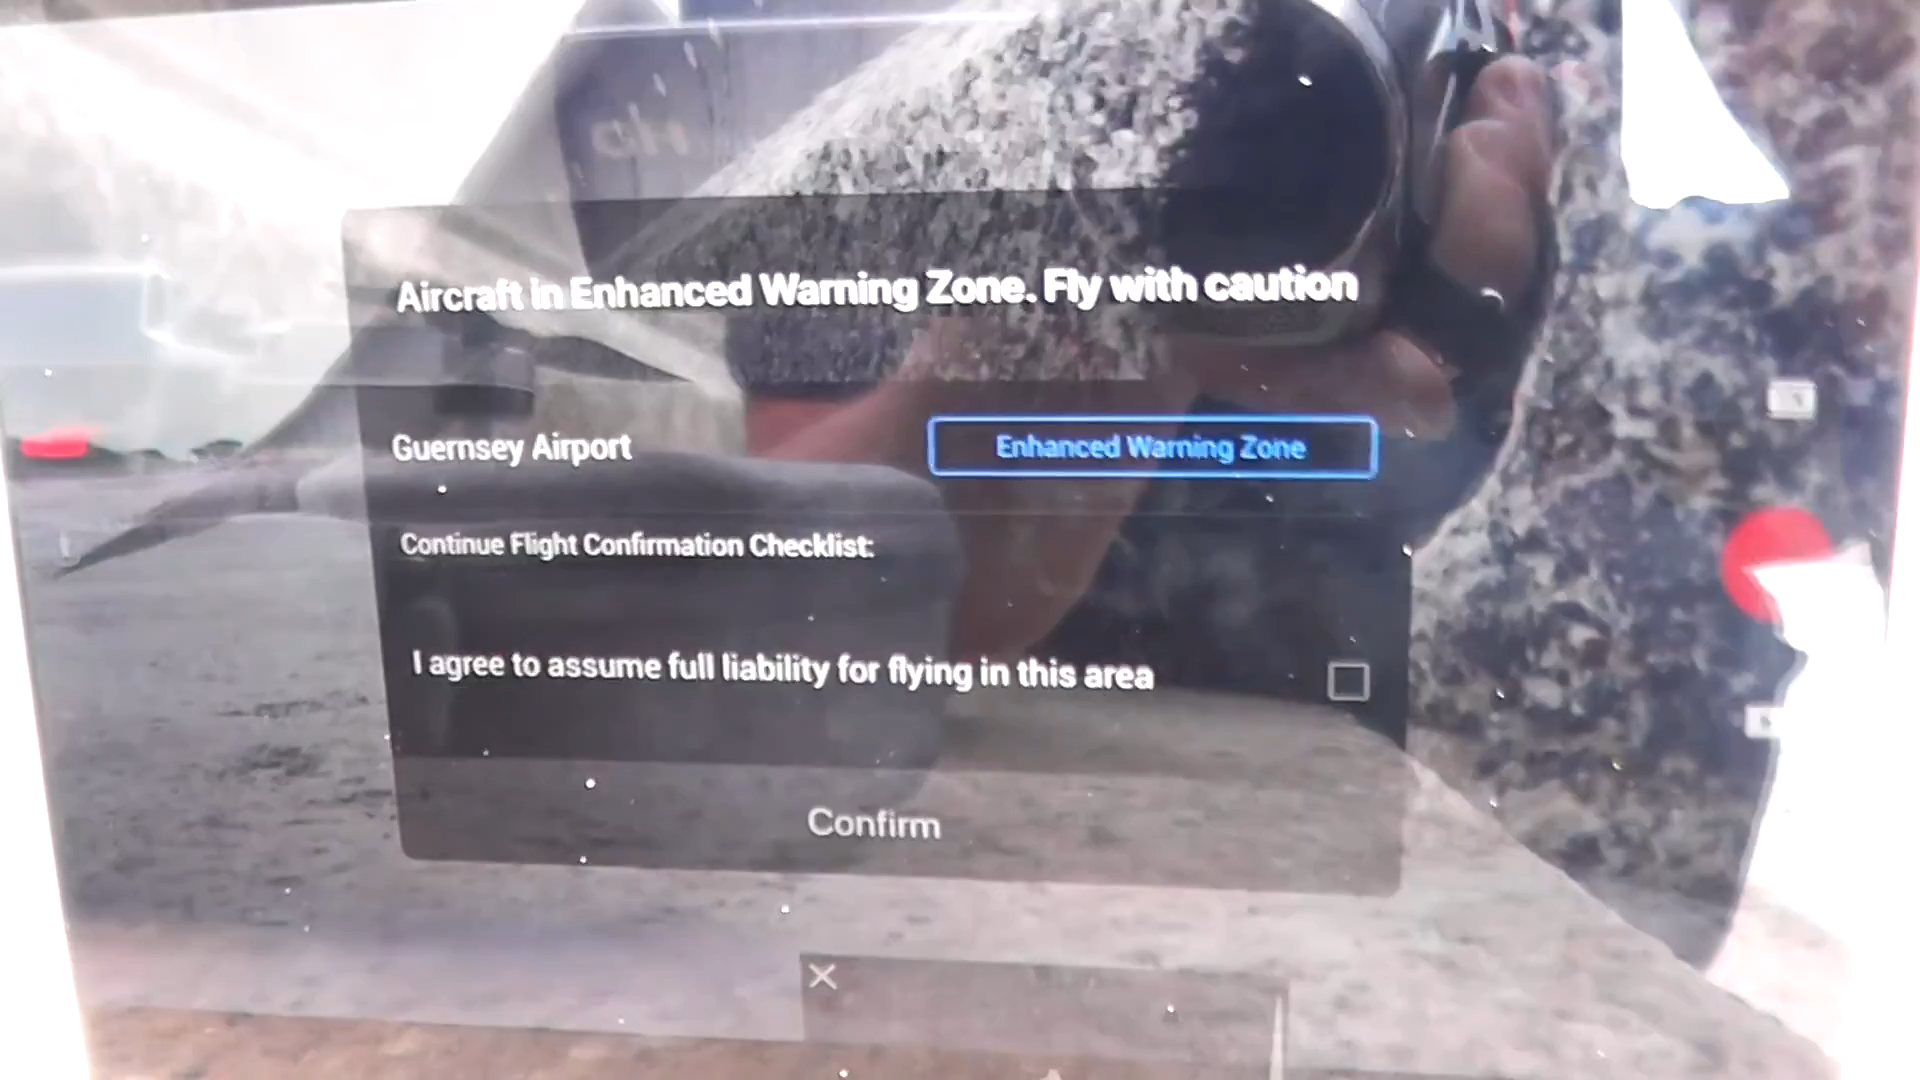 Aircraft in Enhanced Warning Zone. Fly with caution
Guernsey Airport
Enhanced Warning Zone
Continue Flight Confirmation Checklist:
I agree to assume full liability for flying in this area
Confirm